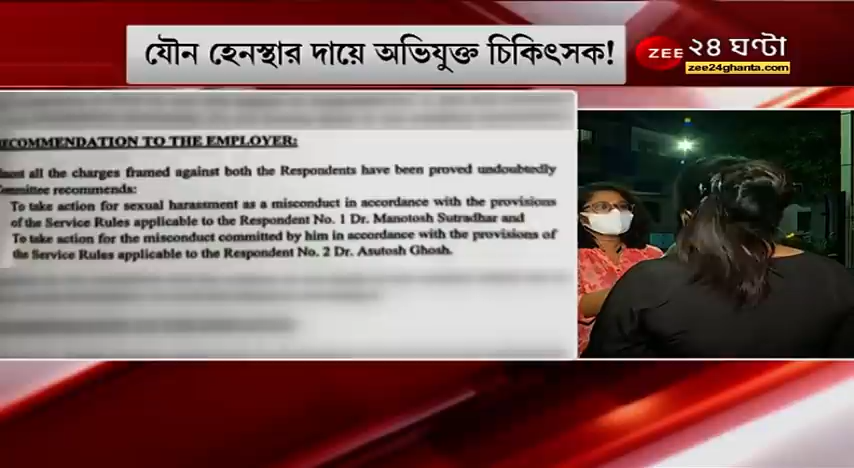 যৌন হেনস্থার দায়ে অভিযুক্ত চিকিৎসক!
ZEE ২৪ ঘণ্টা
zee24ghanta.com
ECOMMENDATION TO THE EMPLOYER:
all the charges framed against both the Respondents have been proved undoubtedly
recommends:
To take action for sexual harassment as a misconduct in accordance with the provisions
of the Service Rules applicable to the Respondent No. 1 Dr. Manotosh Sutradhar and
To take action for the misconduct committed by him in accordance with the provisions of
the Service Rules applicable to the Respondent No. 2 Dr. Asutosh Ghosh.